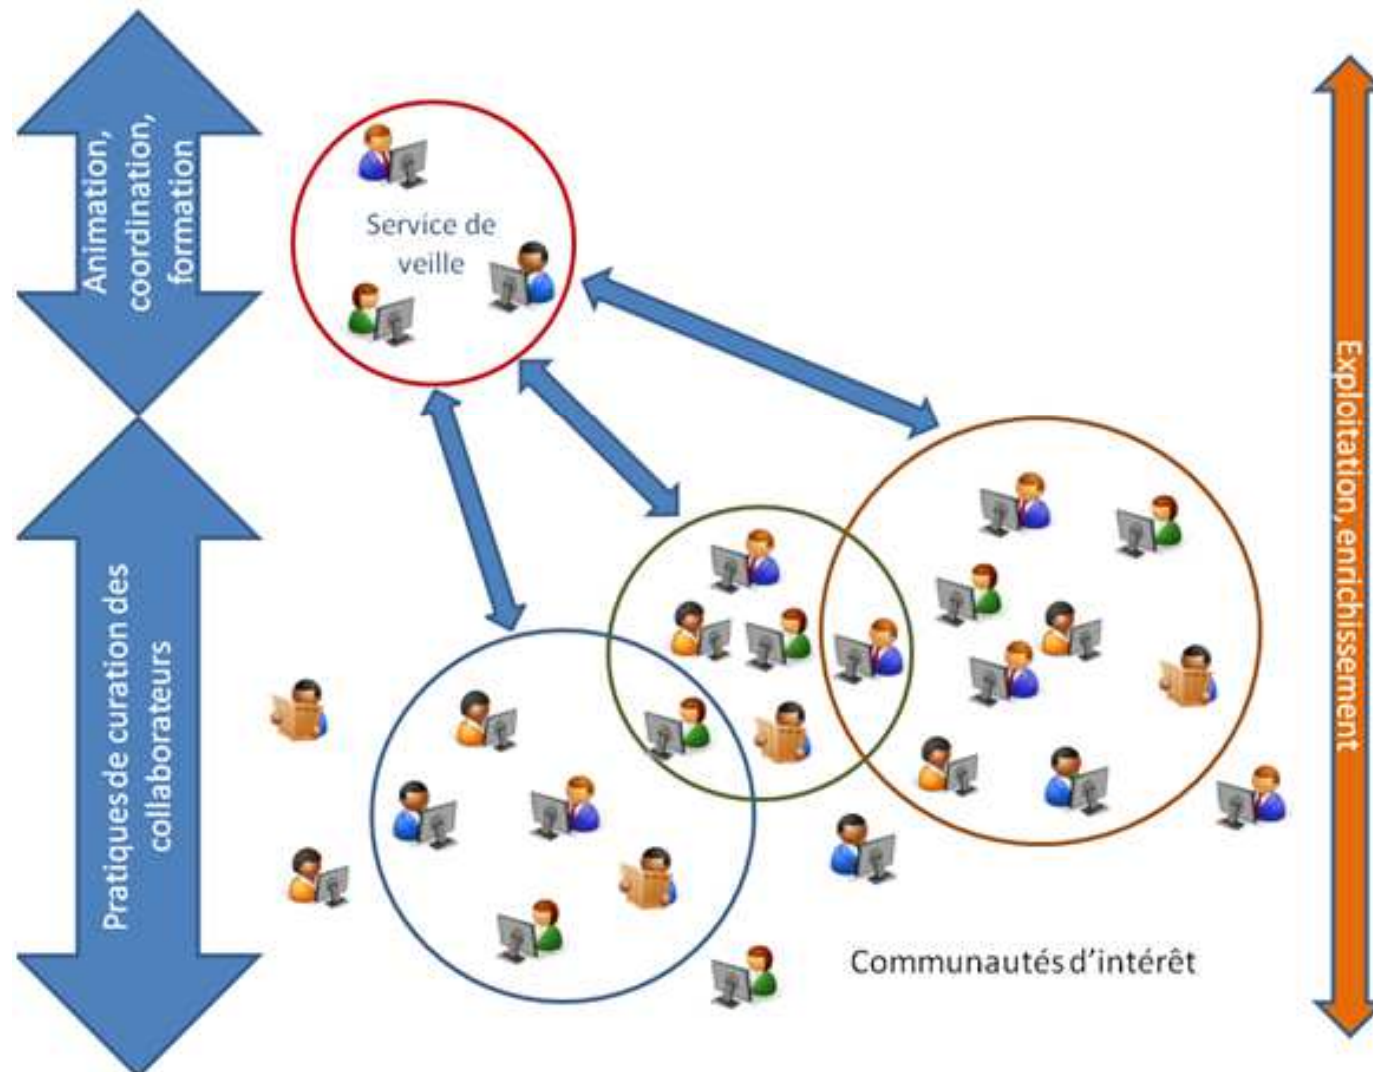 Animation,
coordination,
formation
Service de
veille
Exploitation, enrichissement
Pratiques de curation des
collaborateurs
Communautés d'intérêt